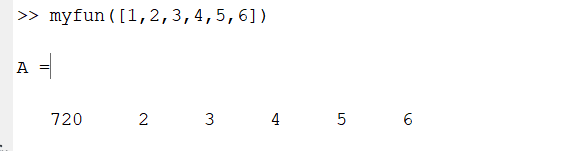 >> myfun([1,2,3,4,5,6])
A =
720 2 3 4 5 6